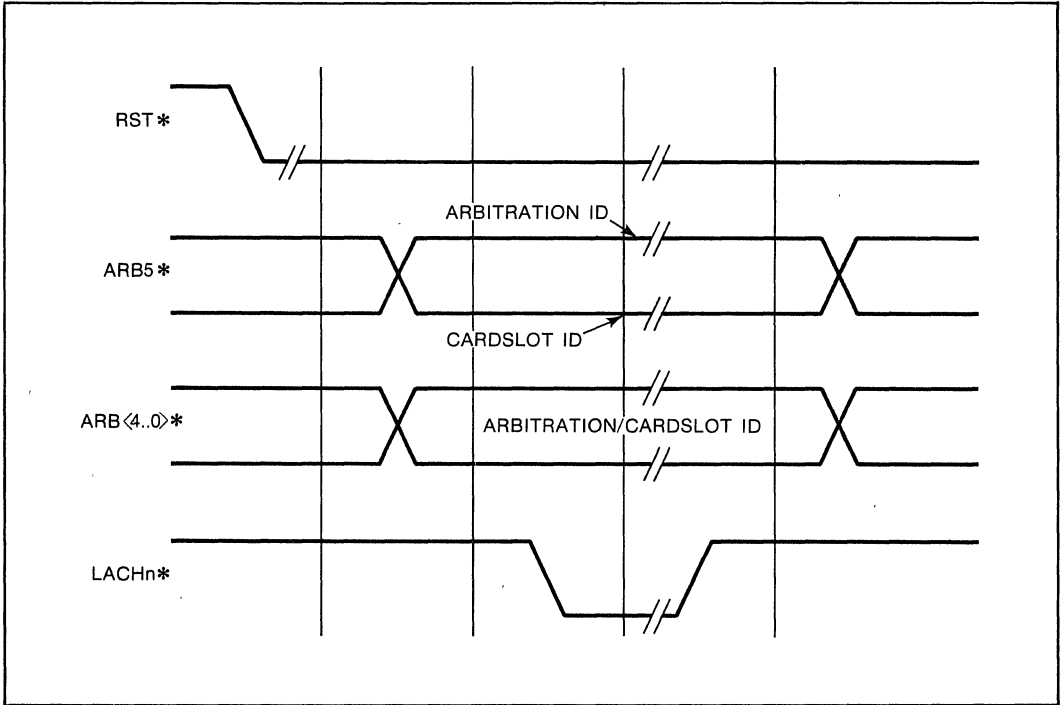 RST*
ARBITRATION ID
ARB5*
CARDSLOT ID
ARB<4..0>*
ARBITRATION/CARDSLOT ID
LACHn*